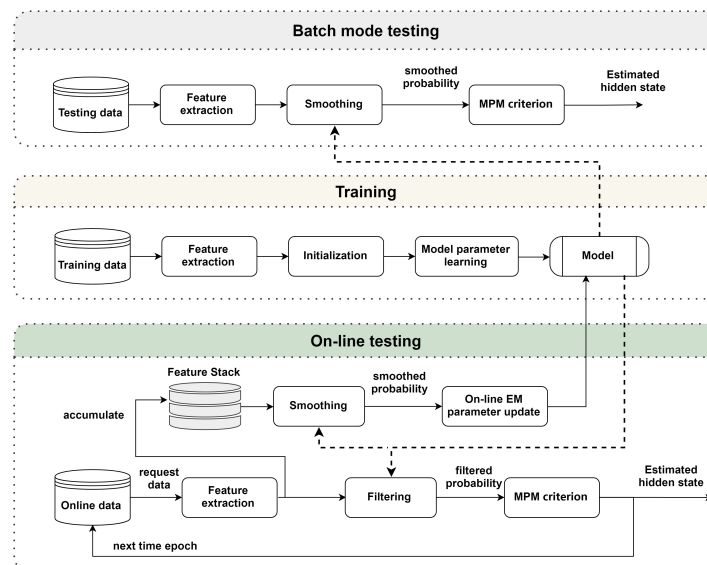 Batch mode testing
Testing data
Feature
extraction
Smoothing
smoothed
probability
MPM criterion
Estimated
hidden state
Training
Training data
Feature
extraction
Initialization
Model parameter
learning
Model
On-line testing
Feature Stack
accumulate
Smoothing
smoothed
probability
On-line EM
parameter update
Online data
request
data
Feature
extraction
Filtering
filtered
probability
MPM criterion
Estimated
hidden state
next time epoch